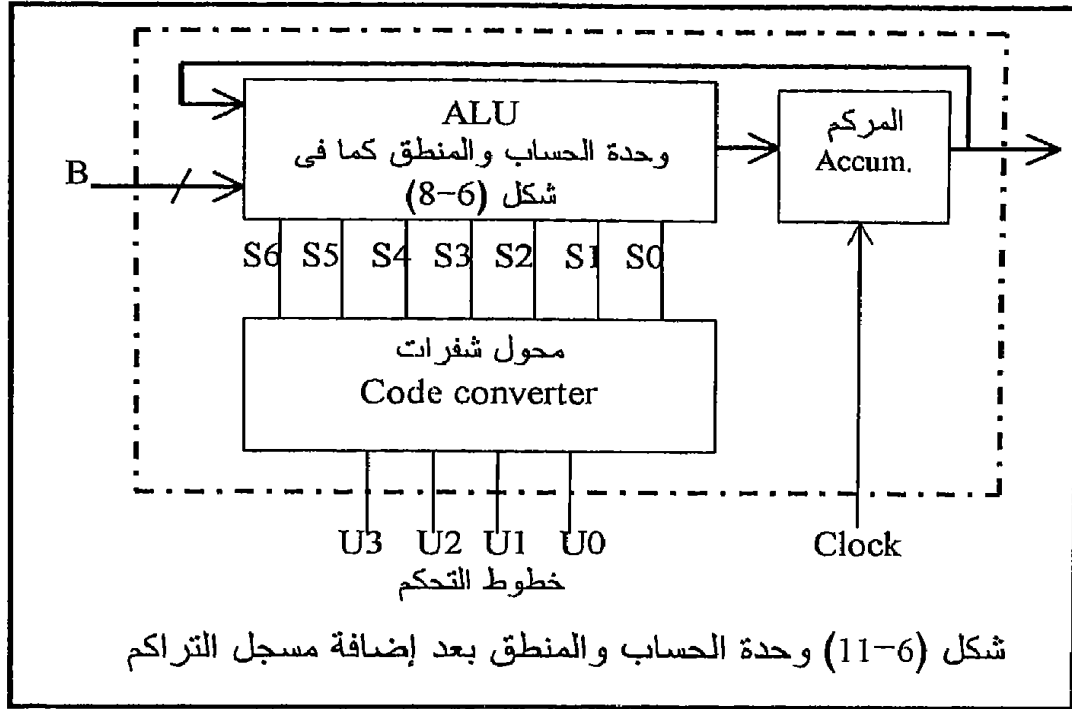 ALU
وحدة الحساب والمنطق كما فى
شكل (6-8)
المركم
Accum.
B
S6 S5 S4 S3 S2 S1 S0
محول شفرات
Code converter
U3 U2 U1 U0
Clock
خطوط التحكم
شكل (6-11) وحدة الحساب والمنطق بعد إضافة مسجل التراكم